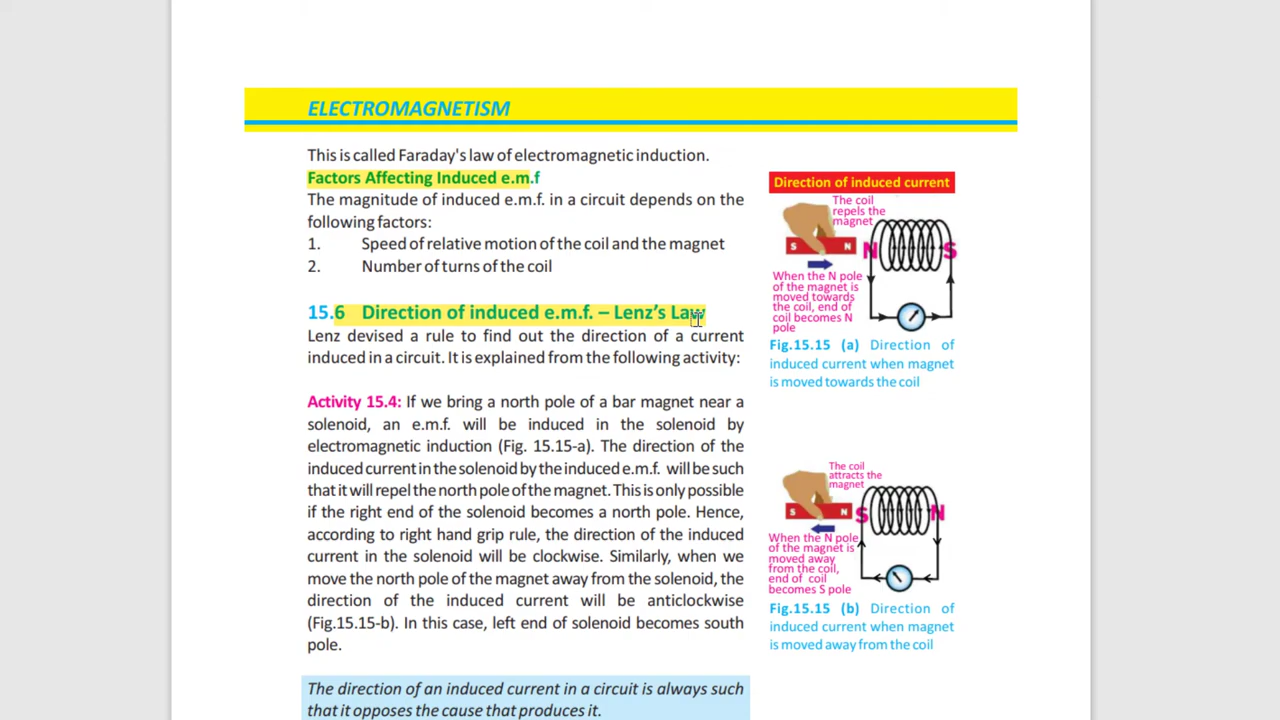 ELECTROMAGNETISM
This is called Faraday's law of electromagnetic induction.
Factors Affecting Induced e.m.f
The magnitude of induced e.m.f. in a circuit depends on the
following factors:
1. Speed of relative motion of the coil and the magnet
2. Number of turns of the coil
15.6 Direction of induced e.m.f. – Lenz's Law
Lenz devised a rule to find out the direction of a current
induced in a circuit. It is explained from the following activity:
Activity 15.4: If we bring a north pole of a bar magnet near a
solenoid, an e.m.f. will be induced in the solenoid by
electromagnetic induction (Fig. 15.15-a). The direction of the
induced current in the solenoid by the induced e.m.f. will be such
that it will repel the north pole of the magnet. This is only possible
if the right end of the solenoid becomes a north pole. Hence,
according to right hand grip rule, the direction of the induced
current in the solenoid will be clockwise. Similarly, when we
move the north pole of the magnet away from the solenoid, the
direction of the induced current will be anticlockwise
(Fig.15.15-b). In this case, left end of solenoid becomes south
pole.
The direction of an induced current in a circuit is always such
that it opposes the cause that produces it.
Direction of induced current
The coil
repels the
magnet
S N N S
When the N pole
of the magnet is
moved towards
the coil, end of
coil becomes N
pole
Fig.15.15 (a) Direction of
induced current when magnet
is moved towards the coil
The coil
attracts the
magnet
S N S N
When the N pole
of the magnet is
moved away
from the coil,
end of coil
becomes S pole
Fig.15.15 (b) Direction of
induced current when magnet
is moved away from the coil